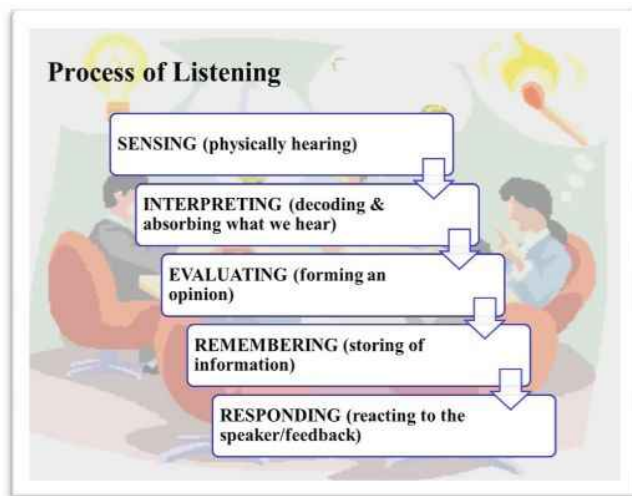 Process of Listening
SENSING (physically hearing)
INTERPRETING (decoding &
absorbing what we hear)
EVALUATING (forming an
opinion)
REMEMBERING (storing of
information)
RESPONDING (reacting to the
speaker/feedback)